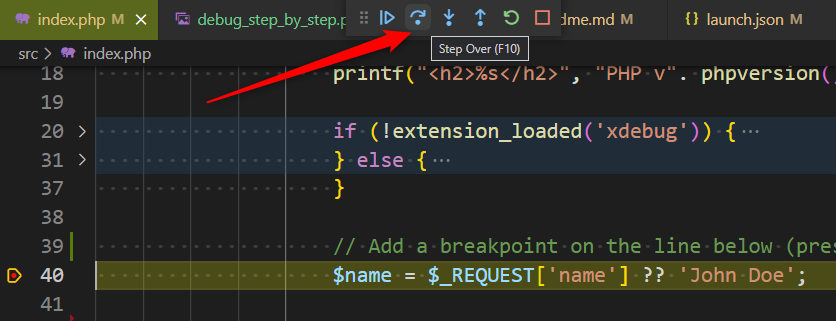 index.php M debug_step_by_step.p dme.md M launch.json M
Step Over (F10)
src > index.php
18 printf("<h2>%s</h2>", "PHP v". phpversion(
19
20 if (!extension_loaded('xdebug')) { ⋯
31 } else { ⋯
37 }
38
39 // Add a breakpoint on the line below (pres
40 $name = $_REQUEST['name'] ?? 'John Doe';
41